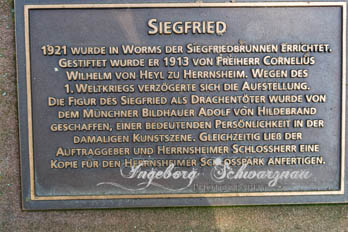 SIEGFRIED
1921 WURDE IN WORMS DER SIEGFRIEDBRUNNEN ERRICHTET.
GESTIFTET WURDE ER 1913 VON FREIHERR CORNELIUS
WILHELM VON HEYL ZU HERRNSHEIM. WEGEN DES
1. WELTKRIEGS VERZÖGERTE SICH DIE AUFSTELLUNG.
DIE FIGUR DES SIEGFRIED ALS DRACHENTÖTER WURDE VON
DEM MÜNCHNER BILDHAUER ADOLF VON HILDEBRAND
GESCHAFFEN, EINER BEDEUTENDEN PERSÖNLICHKEIT IN DER
DAMALIGEN KUNSTSZENE. GLEICHZEITIG LIEß DER
AUFTRAGGEBER UND HERRNSHEIMER SCHLOSSHERR EINE
KOPIE FÜR DEN HERRNSHEIMER SCHLOSSPARK ANFERTIGEN.
Ingeborg Schwarznau